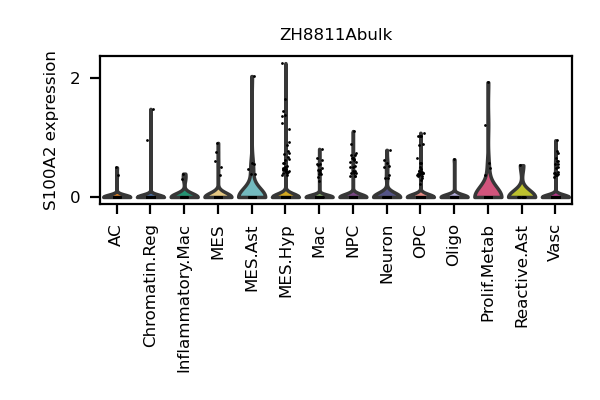 ZH8811Abulk
S100A2 expression
2
0
AC
Chromatin.Reg
Inflammatory.Mac
MES
MES.Ast
MES.Hyp
Mac
NPC
Neuron
OPC
Oligo
Prolif.Metab
Reactive.Ast
Vasc